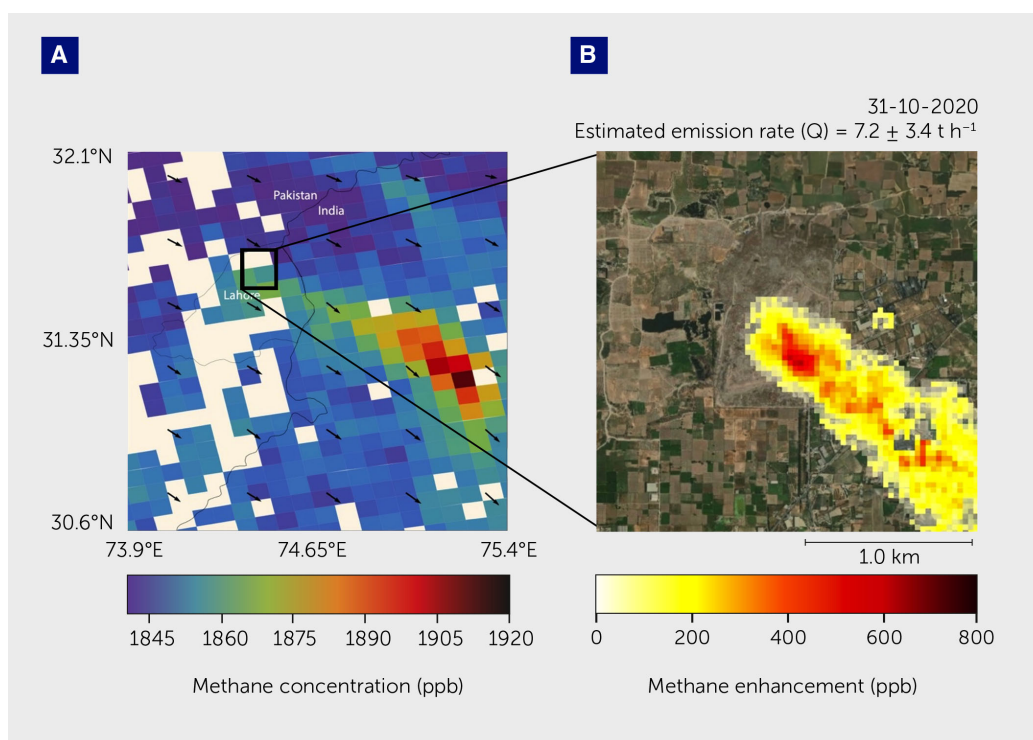 A
B
31-10-2020
Estimated emission rate (Q) = 7.2 ± 3.4 t h⁻¹
32.1°N
Pakistan
India
Lahore
31.35°N
30.6°N
73.9°E 74.65°E 75.4°E
1.0 km
1845 1860 1875 1890 1905 1920
0 200 400 600 800
Methane concentration (ppb)
Methane enhancement (ppb)